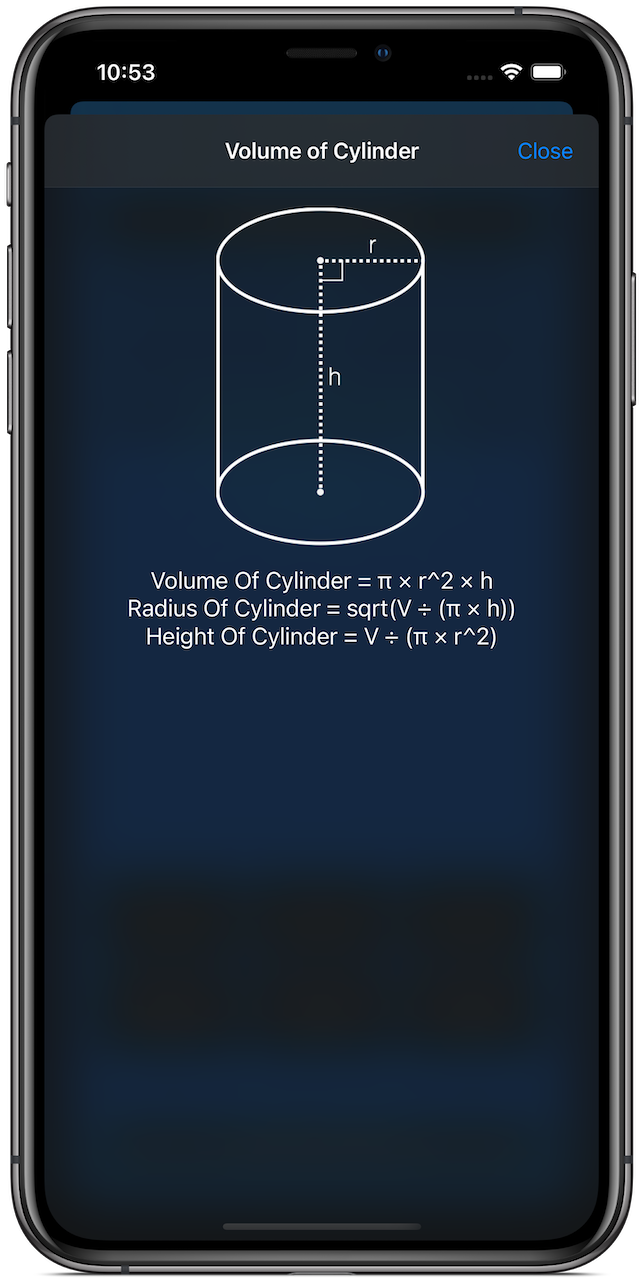 10:53
Volume of Cylinder
Close
r
h
Volume Of Cylinder = π × r^2 × h
Radius Of Cylinder = sqrt(V ÷ (π × h))
Height Of Cylinder = V ÷ (π × r^2)